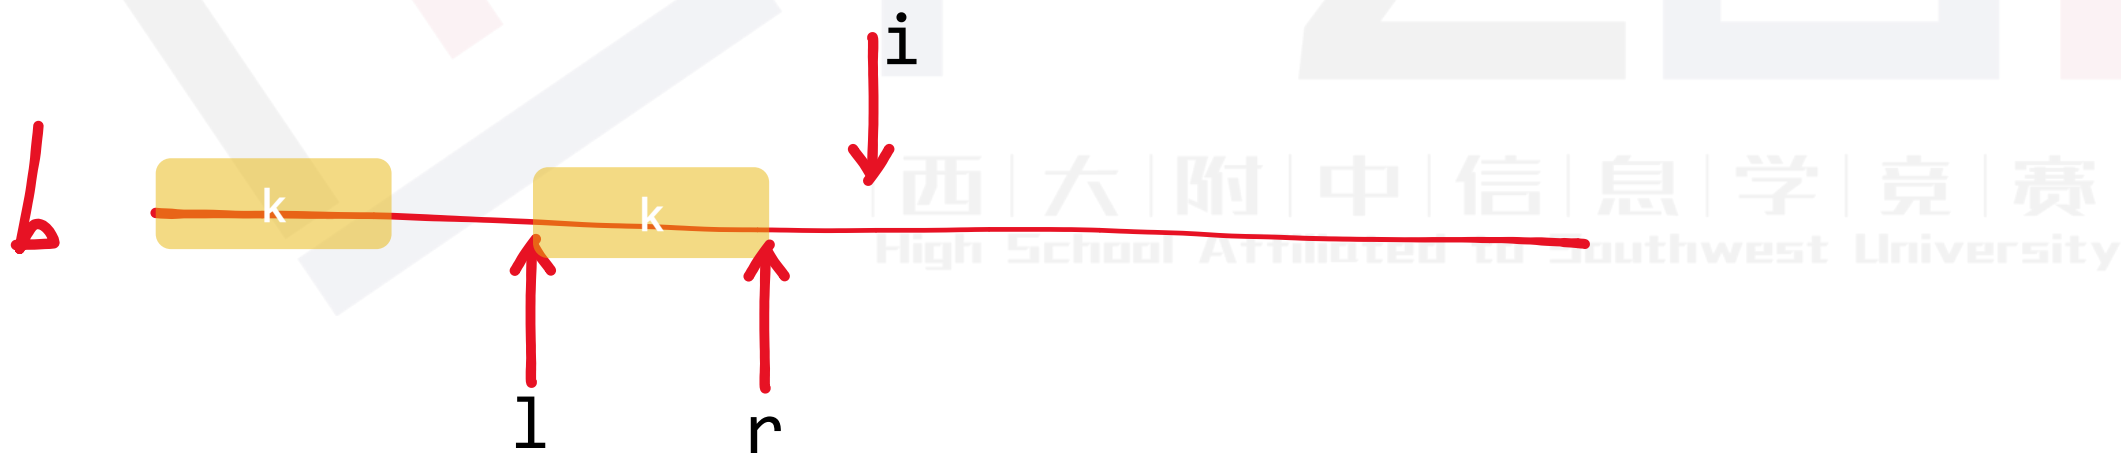 i
b
k
k
西大附中信息学竞赛
High School Affiliated to Southwest University
l
r